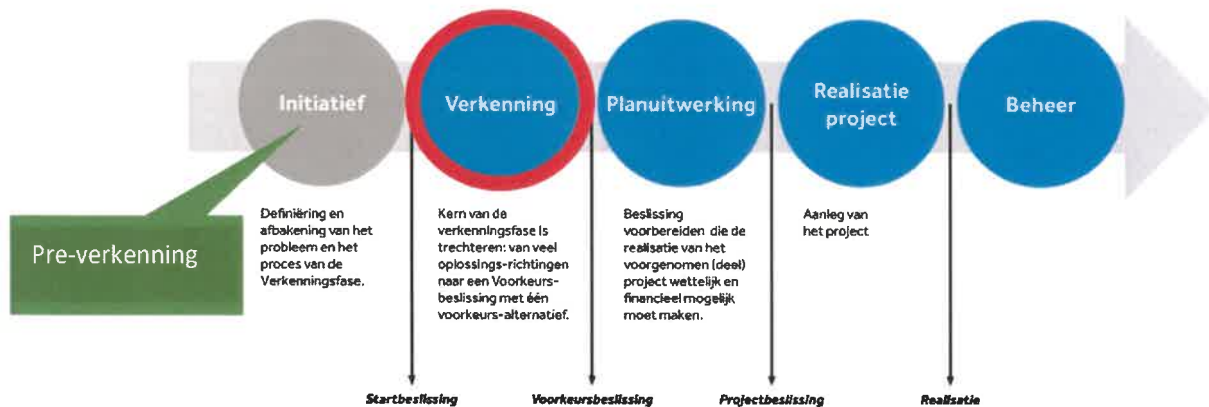 Initiatief
Verkenning
Planuitwerking
Realisatie
project
Beheer
Pre-verkenning
Definiëring en
afbakening van het
probleem en het
proces van de
Verkenningsfase.
Kern van de
verkenningsfase is
trechteren: van veel
oplossings-richtingen
naar een Voorkeurs-
beslissing met één
voorkeurs-alternatief.
Beslissing
voorbereiden die de
realisatie van het
voorgenomen (deel)
project wettelijk en
financieel mogelijk
moet maken.
Aanleg van
het project
Startbeslissing
Voorkeursbeslissing
Projectbeslissing
Realisatie